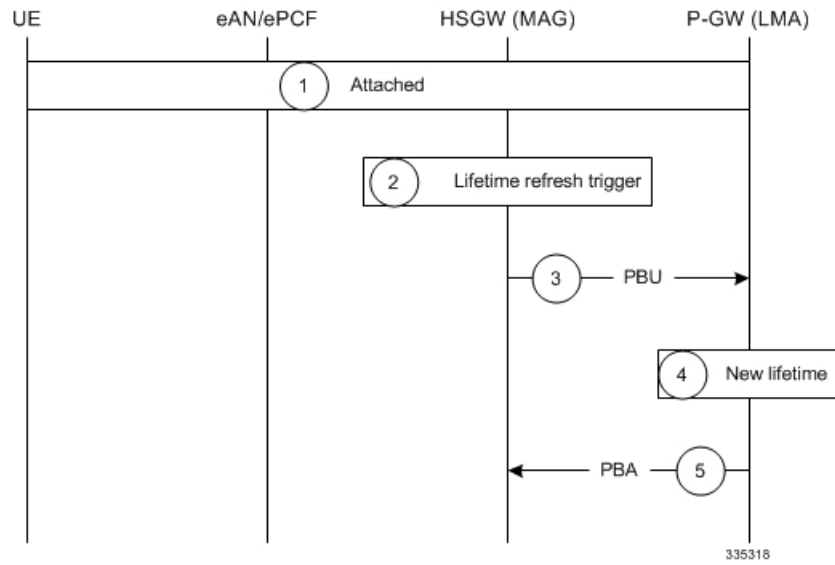 UE eAN/ePCF HSGW (MAG) P-GW (LMA)
1 Attached
2 Lifetime refresh trigger
3 PBU
4 New lifetime
PBA 5
335318